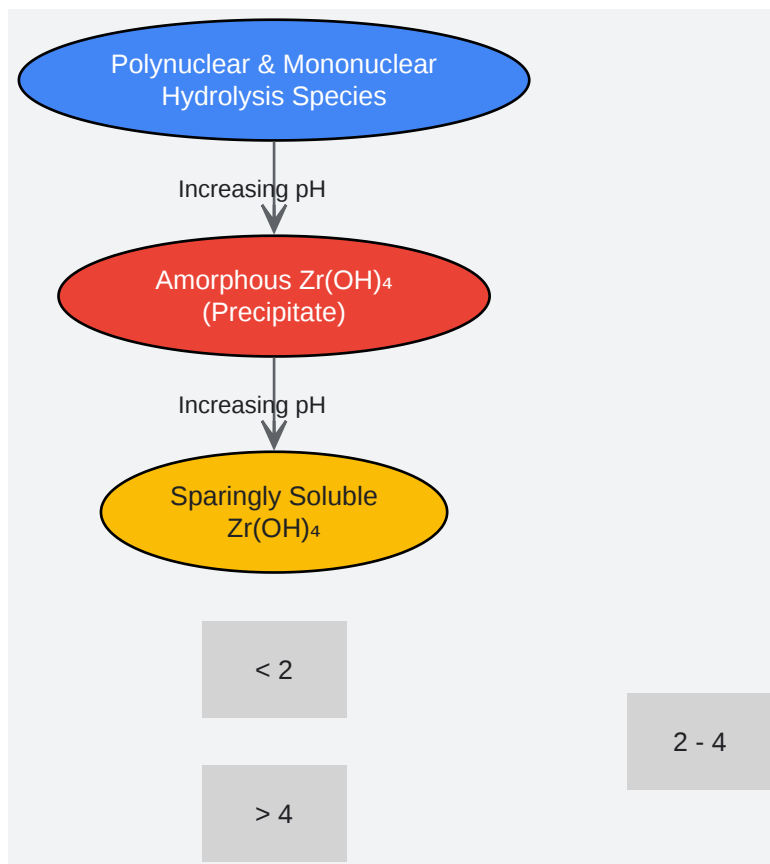 Polynuclear & Mononuclear
Hydrolysis Species
Increasing pH
Amorphous Zr(OH)₄
(Precipitate)
Increasing pH
Sparingly Soluble
Zr(OH)₄
< 2
2 - 4
> 4